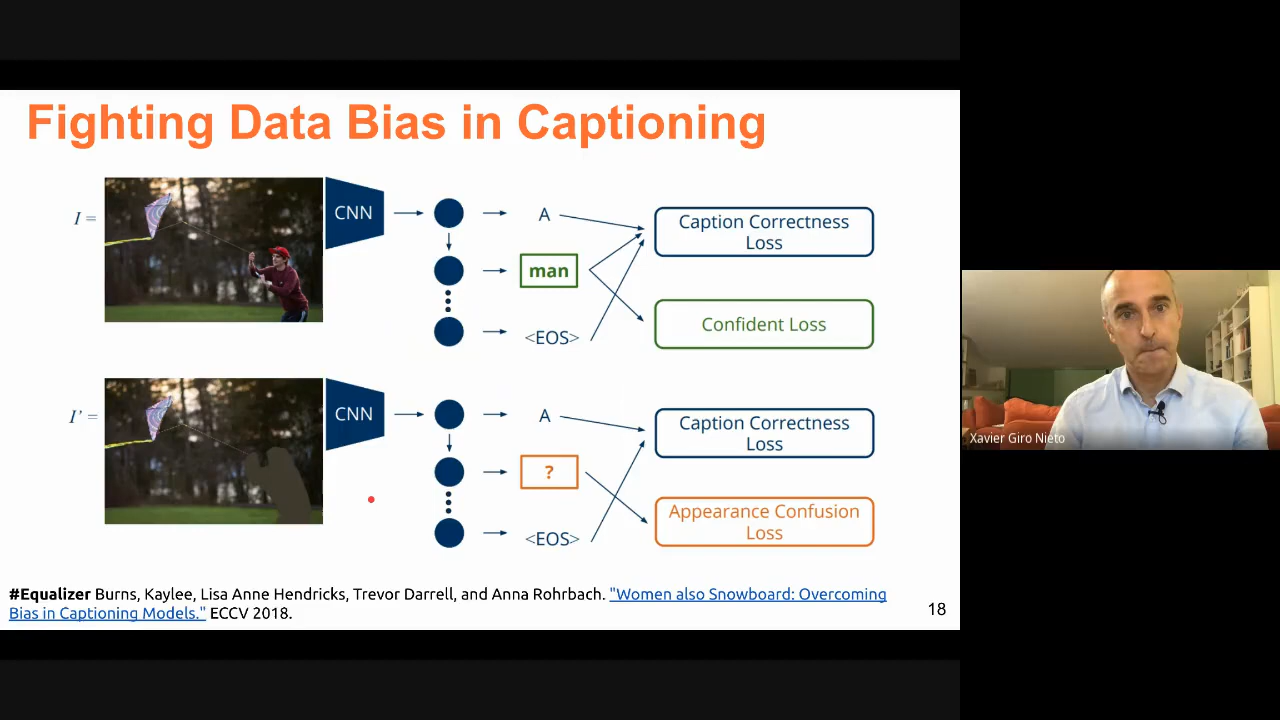 Fighting Data Bias in Captioning
I =
CNN
A
man
<EOS>
Caption Correctness
Loss
Confident Loss
I' =
CNN
A
?
<EOS>
Caption Correctness
Loss
Appearance Confusion
Loss
#Equalizer Burns, Kaylee, Lisa Anne Hendricks, Trevor Darrell, and Anna Rohrbach. "Women also Snowboard: Overcoming
Bias in Captioning Models." ECCV 2018.
18
Xavier Giro Nieto